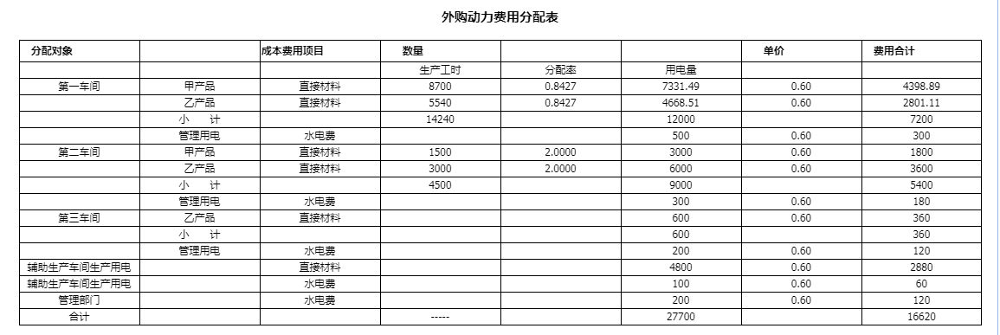 外购动力费用分配表
分配对象 成本费用项目 数量 单价 费用合计
生产工时 分配率 用电量
第一车间 甲产品 直接材料 8700 0.8427 7331.49 0.60 4398.89
乙产品 直接材料 5540 0.8427 4668.51 0.60 2801.11
小 计 14240 12000 7200
管理用电 水电费 500 0.60 300
第二车间 甲产品 直接材料 1500 2.0000 3000 0.60 1800
乙产品 直接材料 3000 2.0000 6000 0.60 3600
小 计 4500 9000 5400
管理用电 水电费 300 0.60 180
第三车间 乙产品 直接材料 600 0.60 360
小 计 600 360
管理用电 水电费 200 0.60 120
辅助生产车间生产用电 直接材料 4800 0.60 2880
辅助生产车间生产用电 水电费 100 0.60 60
管理部门 水电费 200 0.60 120
合计 ----- 27700 16620